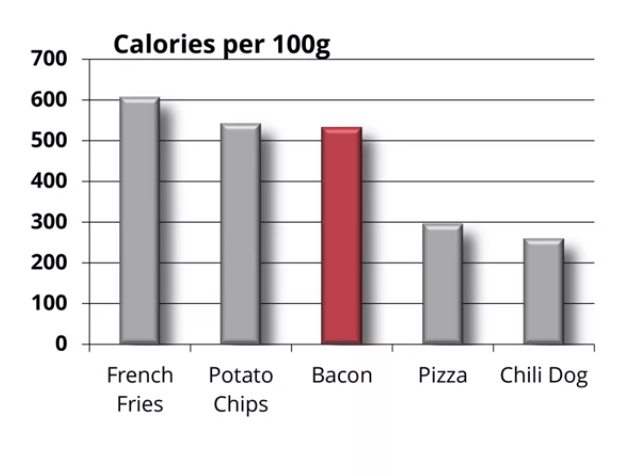 Calories per 100g
700
600
500
400
300
200
100
0
French Fries
Potato Chips
Bacon
Pizza
Chili Dog